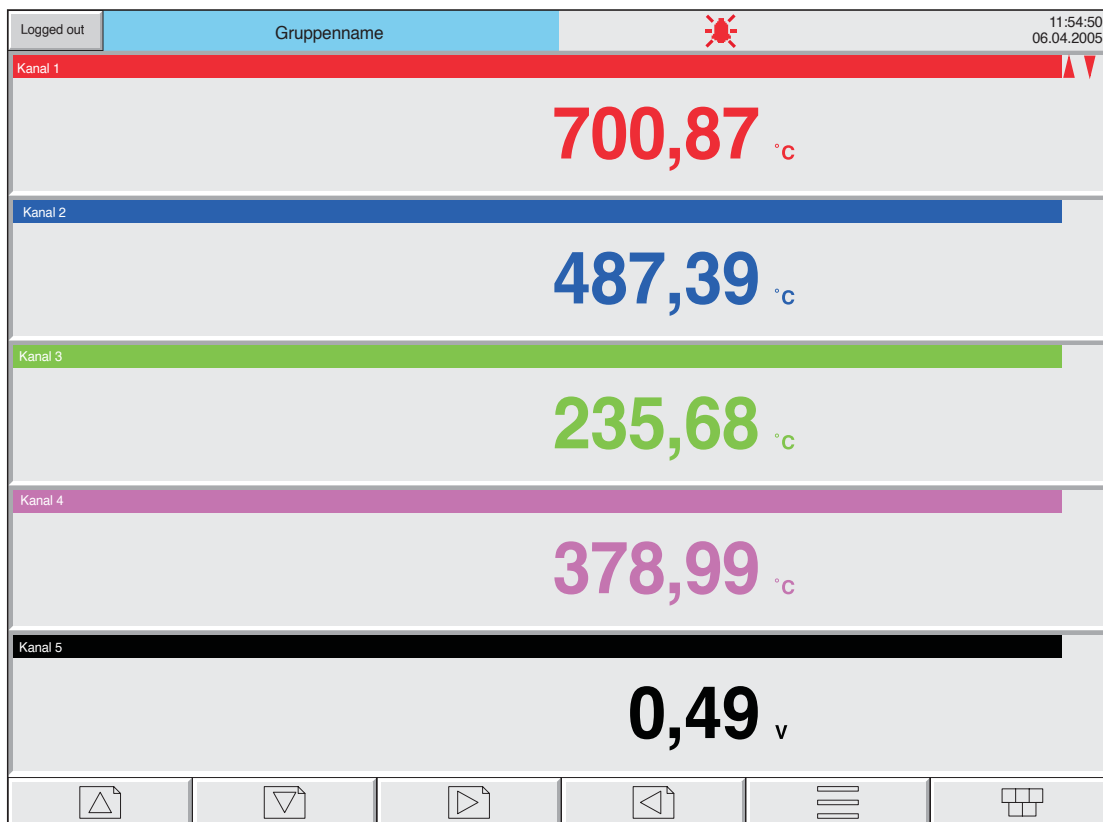 Logged out
Gruppenname
11:54:50
06.04.2005
Kanal 1
700,87 °C
Kanal 2
487,39 °C
Kanal 3
235,68 °C
Kanal 4
378,99 °C
Kanal 5
0,49 V